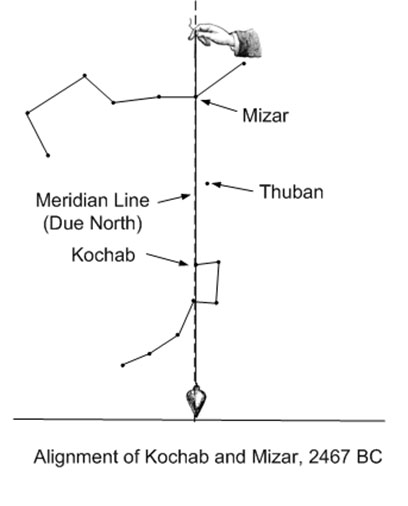 Mizar
Thuban
Meridian Line
(Due North)
Kochab
Alignment of Kochab and Mizar, 2467 BC